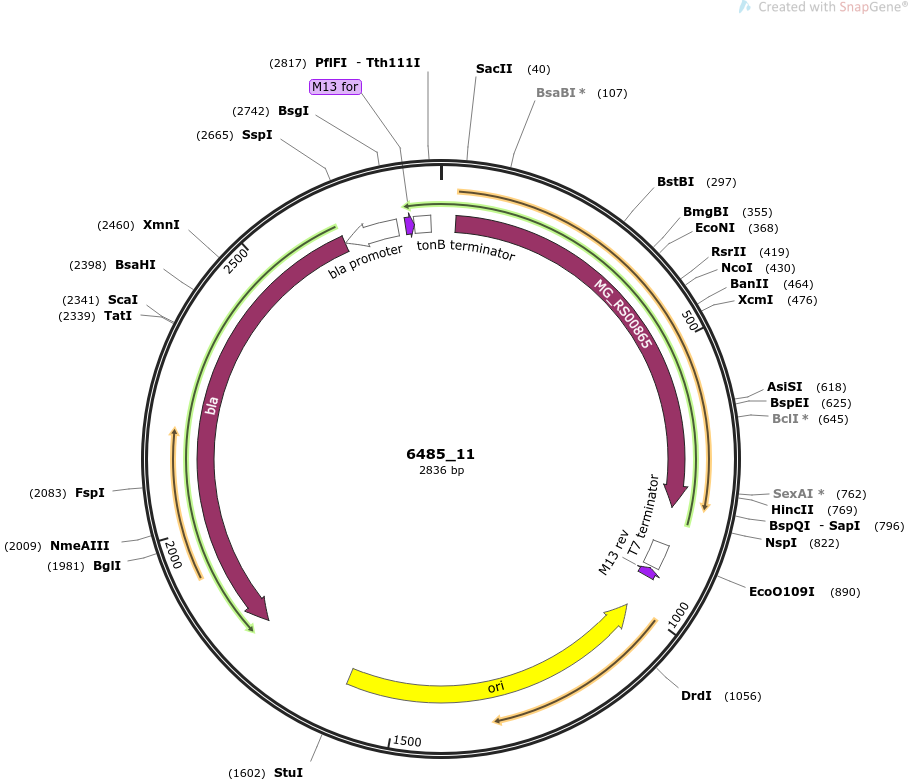 Created with SnapGene®
(2817) PflFI - Tth111I
M13 for
(2742) BsgI
(2665) SspI
(2460) XmnI
(2398) BsaHI
(2341) ScaI
(2339) TatI
(2083) FspI
(2009) NmeAIII
(1981) BglI
(1602) StuI
SacII (40)
BsaBI * (107)
BstBI (297)
BmgBI (355)
EcoNI (368)
RsrII (419)
NcoI (430)
BanII (464)
XcmI (476)
AsiSI (618)
BspEI (625)
BclI * (645)
SexAI * (762)
HincII (769)
BspQI - SapI (796)
NspI (822)
EcoO109I (890)
DrdI (1056)
500
1000
1500
2000
2500
bla promoter
tonB terminator
MG_RS00865
bla
T7 terminator
M13 rev
ori
6485_11
2836 bp